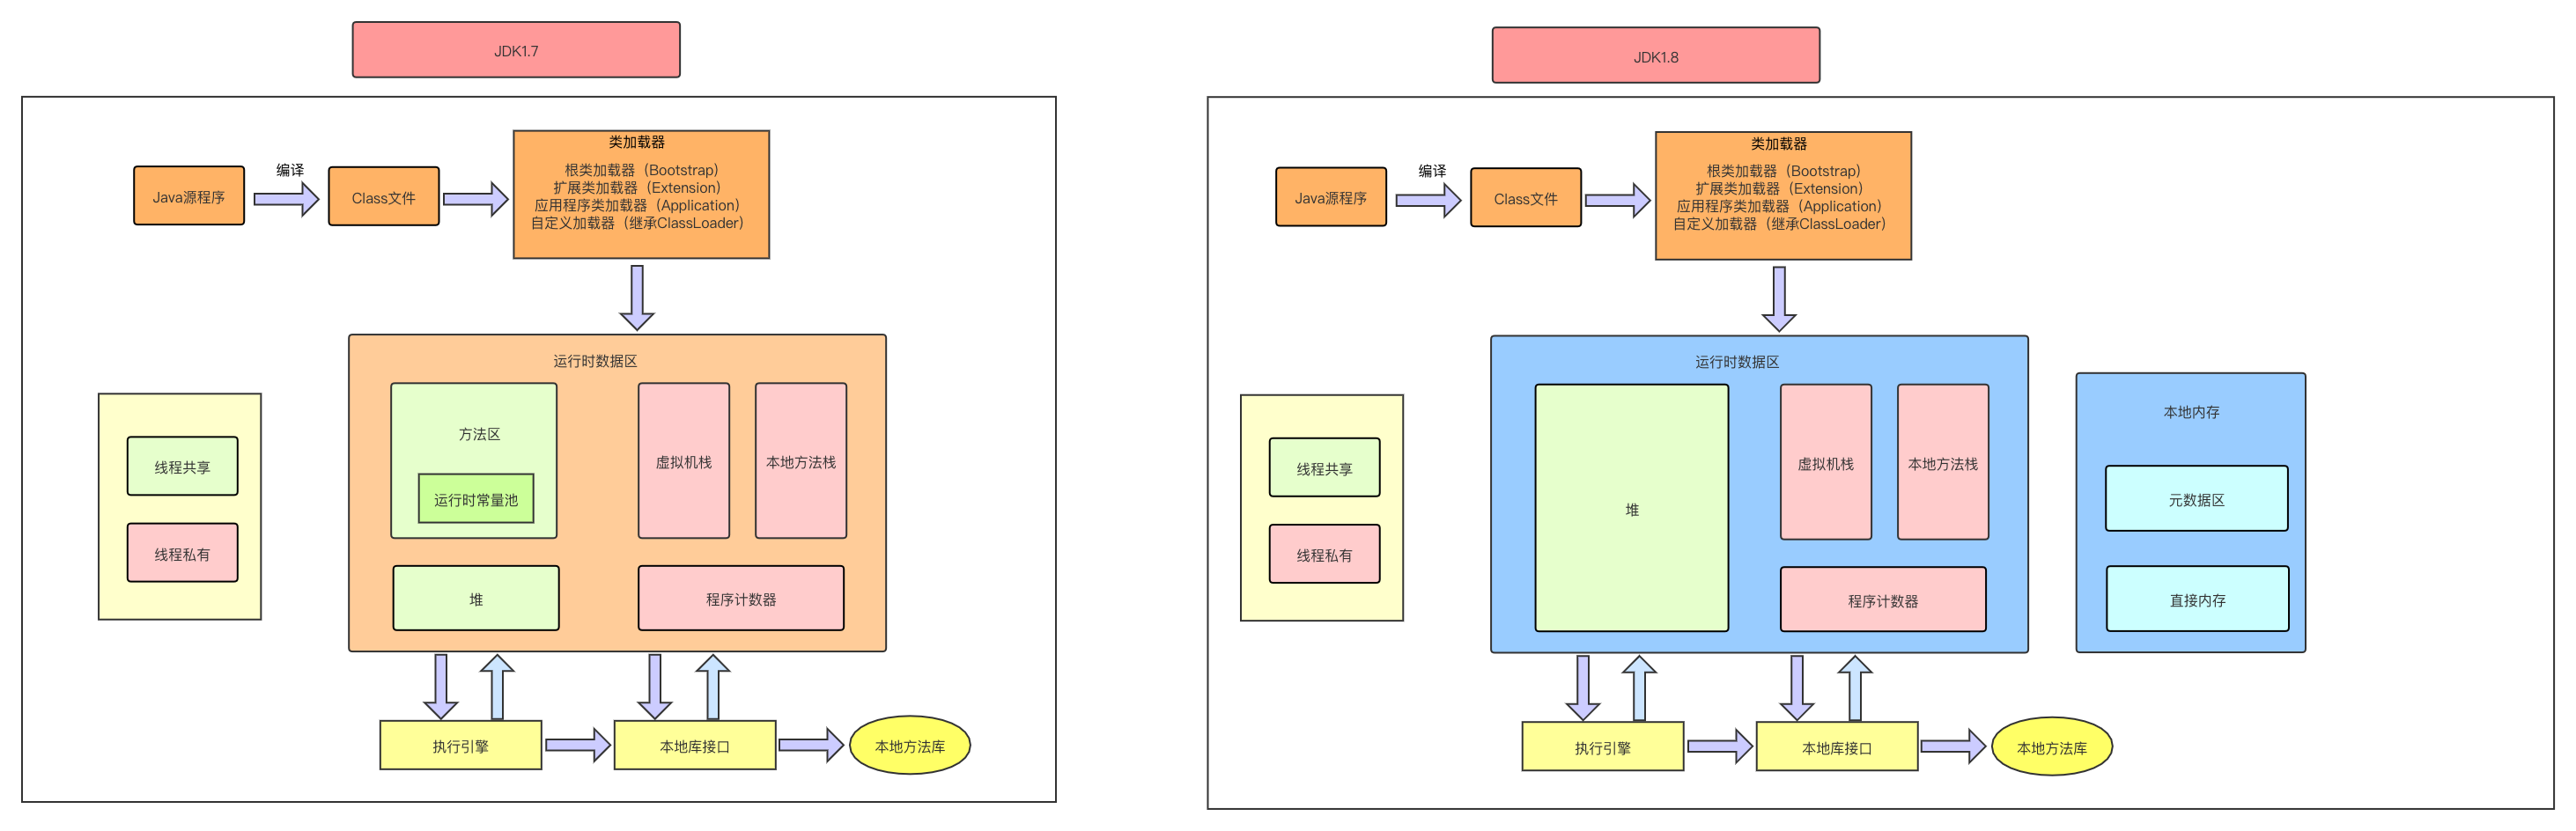 JDK1.7
编译
Java源程序
Class文件
类加载器
根类加载器（Bootstrap)
扩展类加载器（Extension)
应用程序类加载器（Application)
自定义加载器（继承ClassLoader)
运行时数据区
方法区
运行时常量池
虚拟机栈
本地方法栈
线程共享
线程私有
堆
程序计数器
执行引擎
本地库接口
本地方法库
JDK1.8
编译
Java源程序
Class文件
类加载器
根类加载器（Bootstrap)
扩展类加载器（Extension)
应用程序类加载器（Application)
自定义加载器（继承ClassLoader)
运行时数据区
堆
虚拟机栈
本地方法栈
线程共享
线程私有
程序计数器
本地内存
元数据区
直接内存
执行引擎
本地库接口
本地方法库